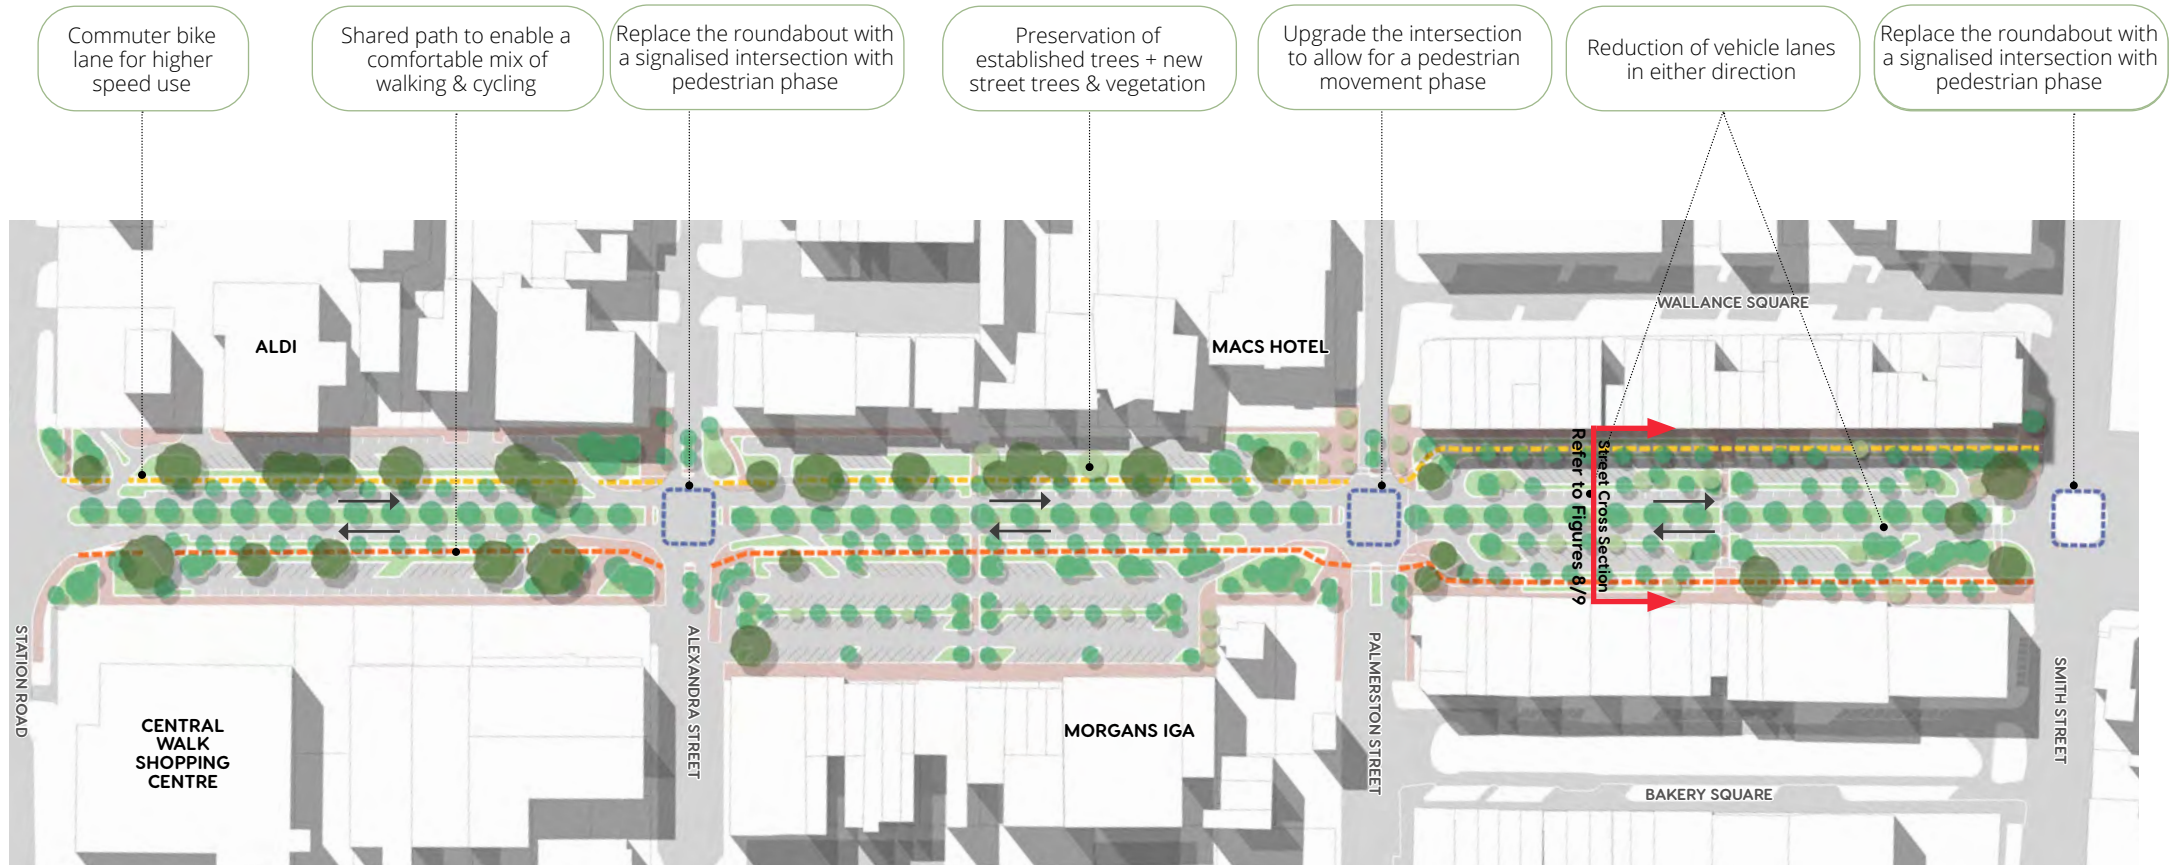 Commuter bike
lane for higher
speed use
Shared path to enable a
comfortable mix of
walking & cycling
Replace the roundabout with
a signalised intersection with
pedestrian phase
Preservation of
established trees + new
street trees & vegetation
Upgrade the intersection
to allow for a pedestrian
movement phase
Reduction of vehicle lanes
in either direction
Replace the roundabout with
a signalised intersection with
pedestrian phase
WALLANCE SQUARE
ALDI
MACS HOTEL
Street Cross Section
Refer to Figures 8/9
STATION ROAD
ALEXANDRA STREET
PALMERSTON STREET
SMITH STREET
CENTRAL
WALK
SHOPPING
CENTRE
MORGANS IGA
BAKERY SQUARE